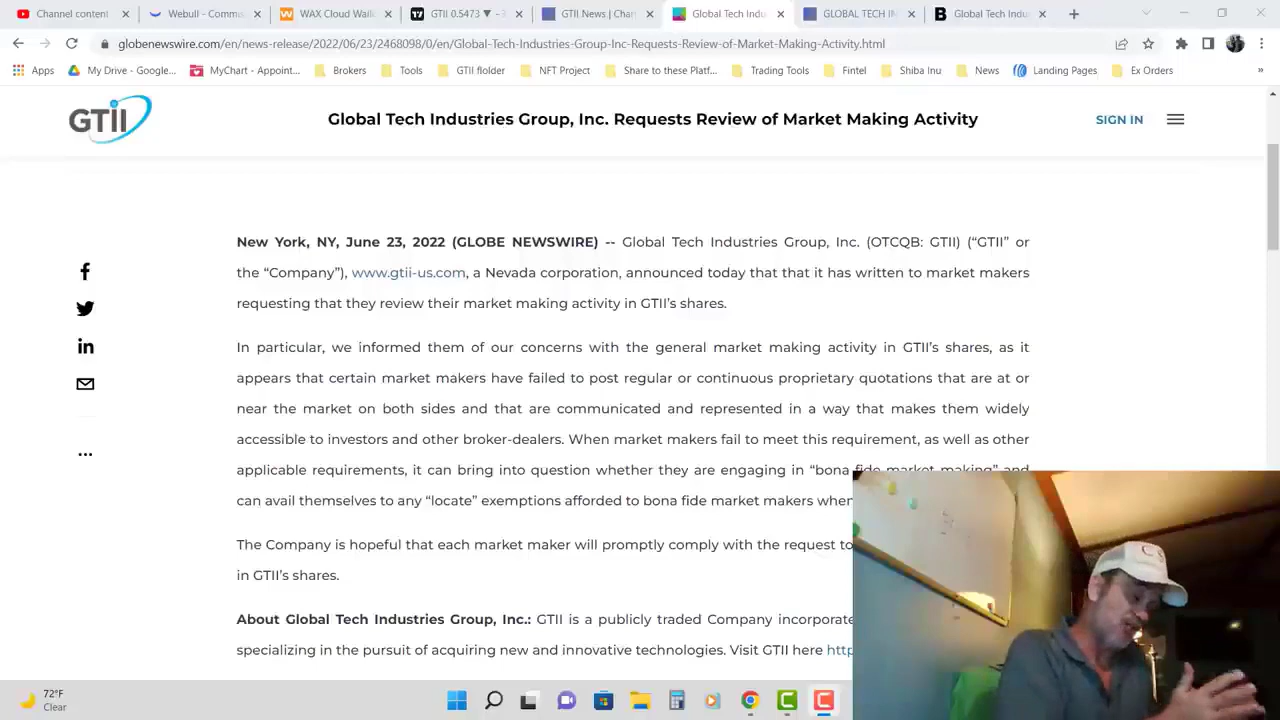 Channel content
Webull - Commu
WAX Cloud Walle
GTII 0.5473 ▼ -3.
GTII News | Char
Global Tech Indu
GLOBAL TECH IN
Global Tech Indu
globenewswire.com/en/news-release/2022/06/23/2468098/0/en/Global-Tech-Industries-Group-Inc-Requests-Review-of-Market-Making-Activity.html
Apps
My Drive - Google...
MyChart - Appoint...
Brokers
Tools
GTII flolder
NFT Project
Share to these Platf...
Trading Tools
Fintel
Shiba Inu
News
Landing Pages
Ex Orders
»
GTII
Global Tech Industries Group, Inc. Requests Review of Market Making Activity
SIGN IN
New York, NY, June 23, 2022 (GLOBE NEWSWIRE) -- Global Tech Industries Group, Inc. (OTCQB: GTII) (“GTII” or
the “Company”), www.gtii-us.com, a Nevada corporation, announced today that that it has written to market makers
requesting that they review their market making activity in GTII’s shares.
In particular, we informed them of our concerns with the general market making activity in GTII’s shares, as it
appears that certain market makers have failed to post regular or continuous proprietary quotations that are at or
near the market on both sides and that are communicated and represented in a way that makes them widely
accessible to investors and other broker-dealers. When market makers fail to meet this requirement, as well as other
applicable requirements, it can bring into question whether they are engaging in “bona fide market making” and
can avail themselves to any “locate” exemptions afforded to bona fide market makers when
The Company is hopeful that each market maker will promptly comply with the request to
in GTII’s shares.
About Global Tech Industries Group, Inc.: GTII is a publicly traded Company incorporate
specializing in the pursuit of acquiring new and innovative technologies. Visit GTII here http
72°F
Clear